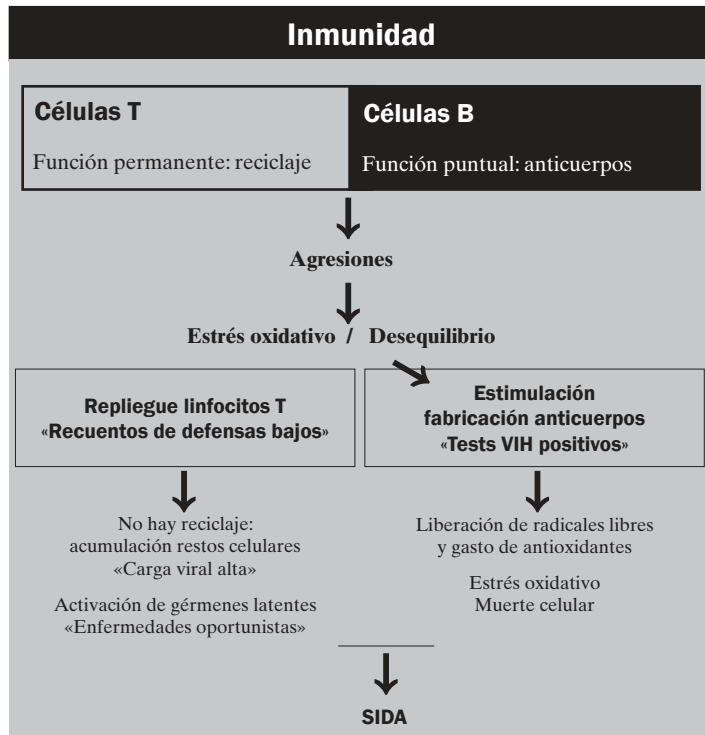 Inmunidad
Células T
Función permanente: reciclaje
Células B
Función puntual: anticuerpos
Agresiones
Estrés oxidativo / Desequilibrio
Repliegue linfocitos T
«Recuentos de defensas bajos»
Estimulación
fabricación anticuerpos
«Tests VIH positivos»
No hay reciclaje:
acumulación restos celulares
«Carga viral alta»
Activación de gérmenes latentes
«Enfermedades oportunistas»
Liberación de radicales libres
y gasto de antioxidantes
Estrés oxidativo
Muerte celular
SIDA